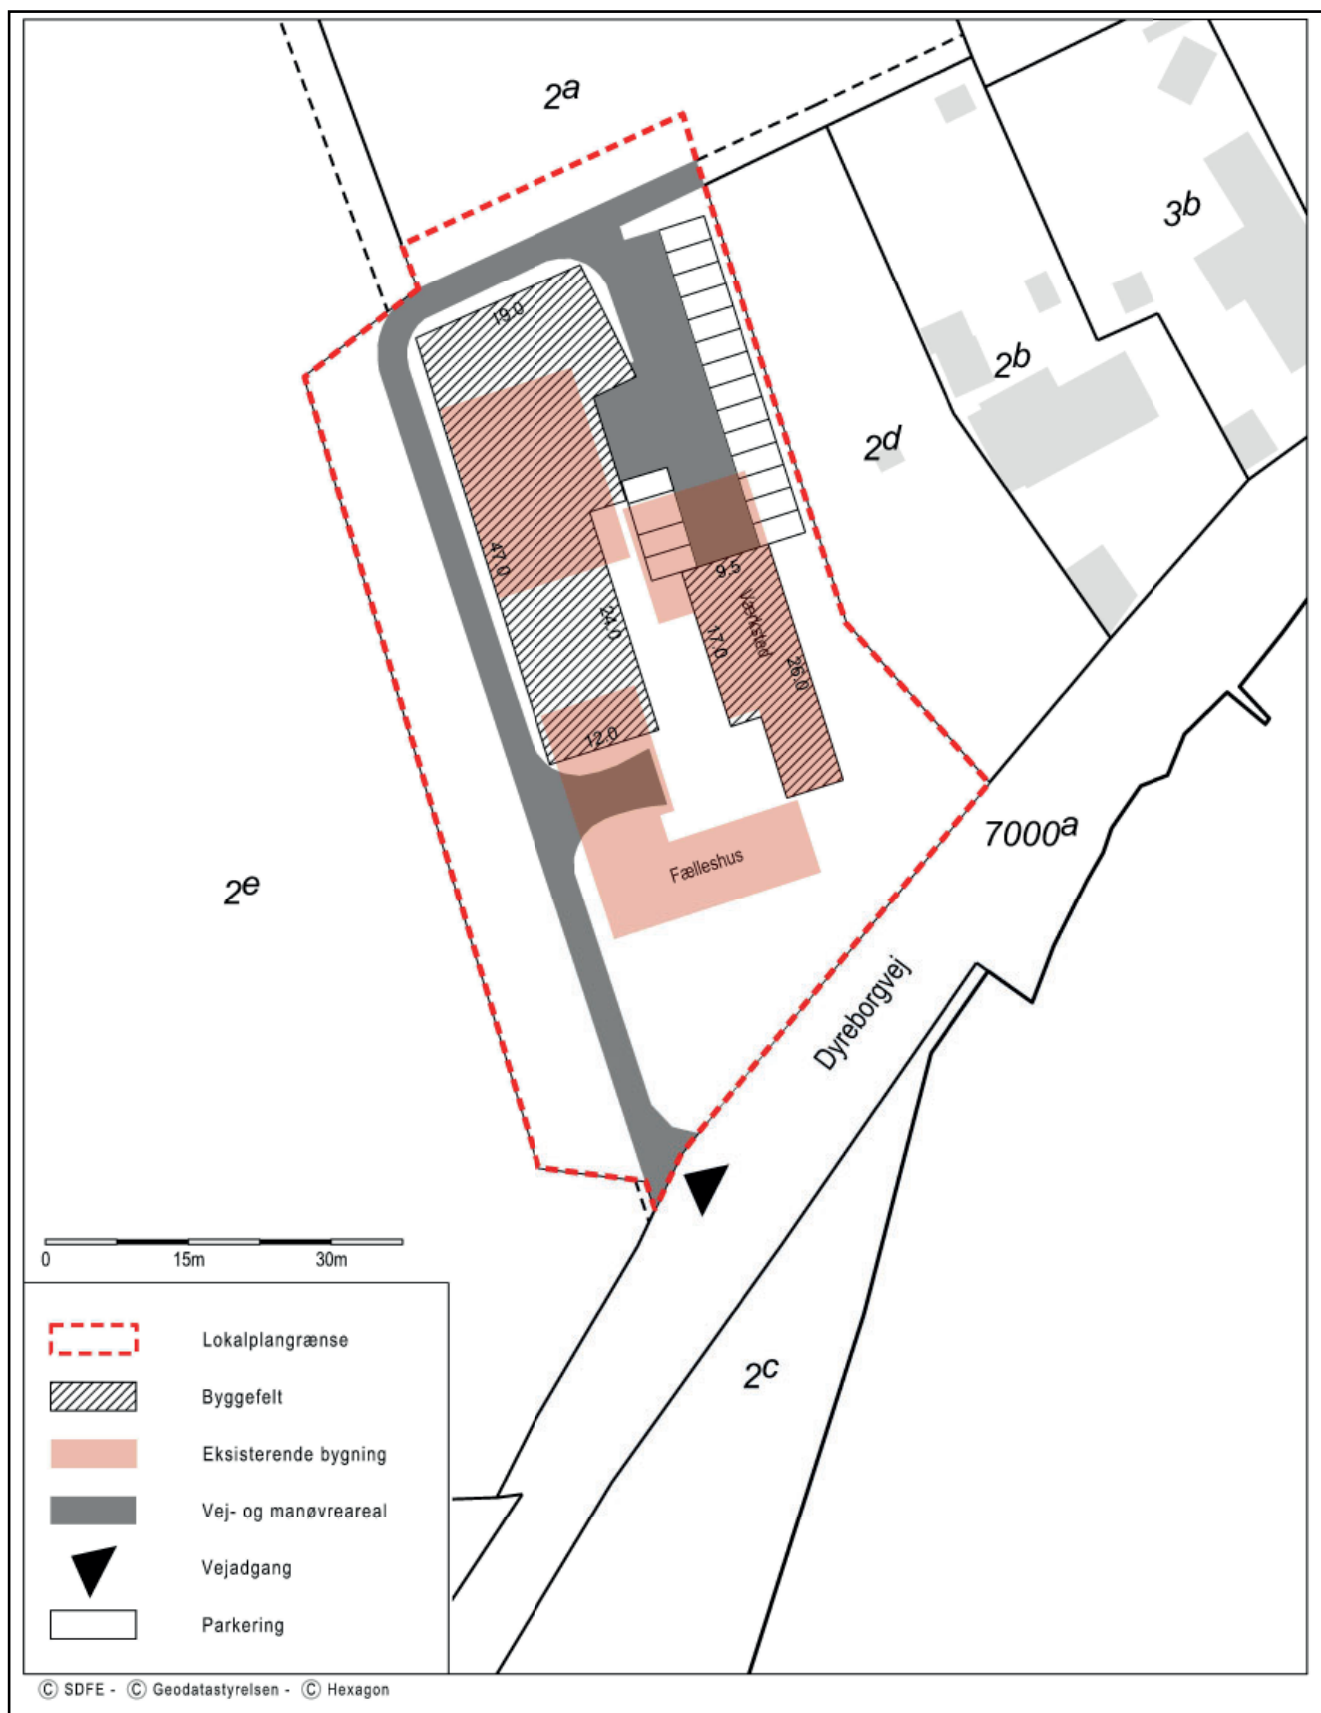 2a
3b
19.0
2b
2d
47.0
9.5
Værkstad
24.0
17.0
26.0
12.0
7000a
Fælleshus
2e
Dyreborgvej
0 15m 30m
2c
Lokalplangrænse
Byggefelt
Eksisterende bygning
Vej- og manøvreareal
Vejadgang
Parkering
© SDFE - © Geodatastyrelsen - © Hexagon